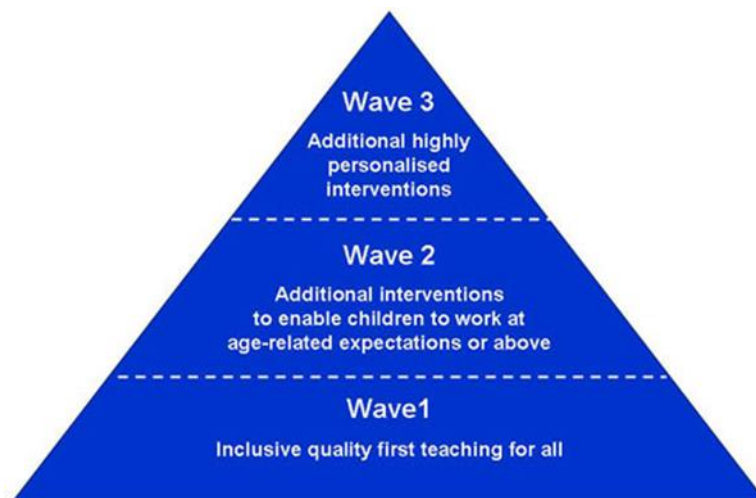 Wave 3
Additional highly
personalised
interventions
Wave 2
Additional interventions
to enable children to work at
age-related expectations or above
Wave1
Inclusive quality first teaching for all